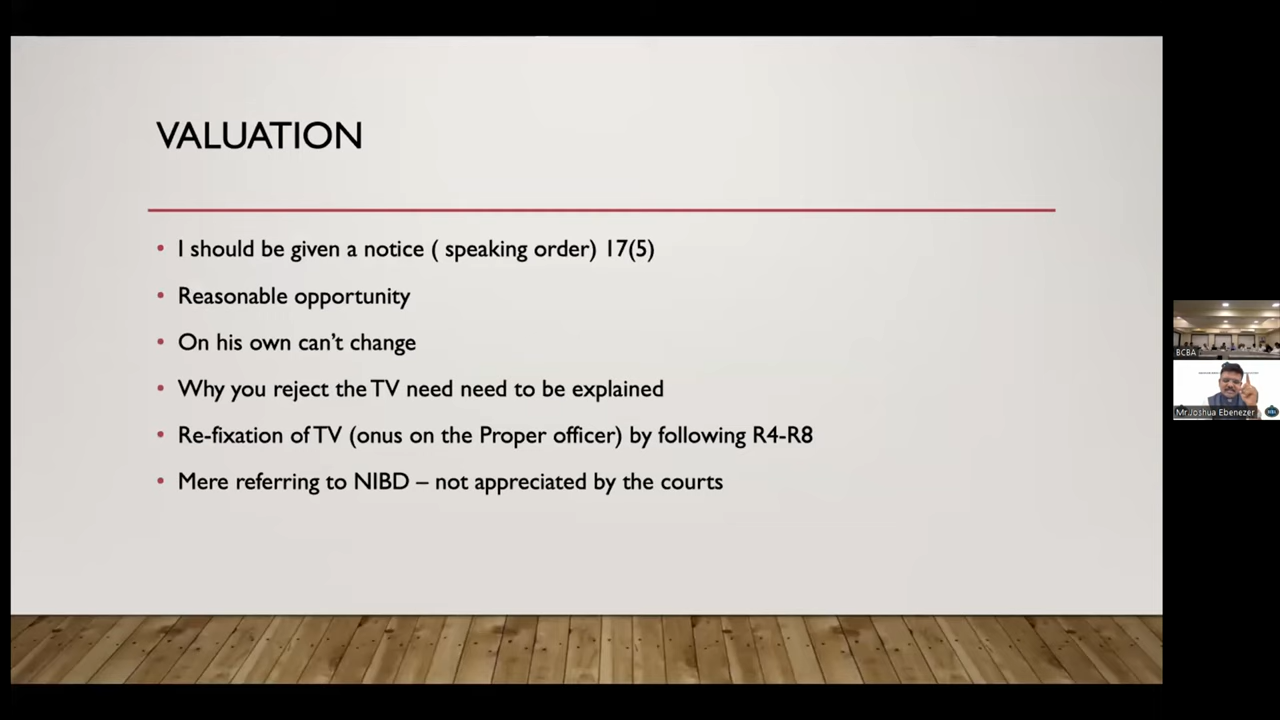 VALUATION
• I should be given a notice ( speaking order) 17(5)
• Reasonable opportunity
• On his own can't change
• Why you reject the TV need need to be explained
• Re-fixation of TV (onus on the Proper officer) by following R4-R8
• Mere referring to NIBD – not appreciated by the courts
BCBA
Mr.Joshua Ebenezer